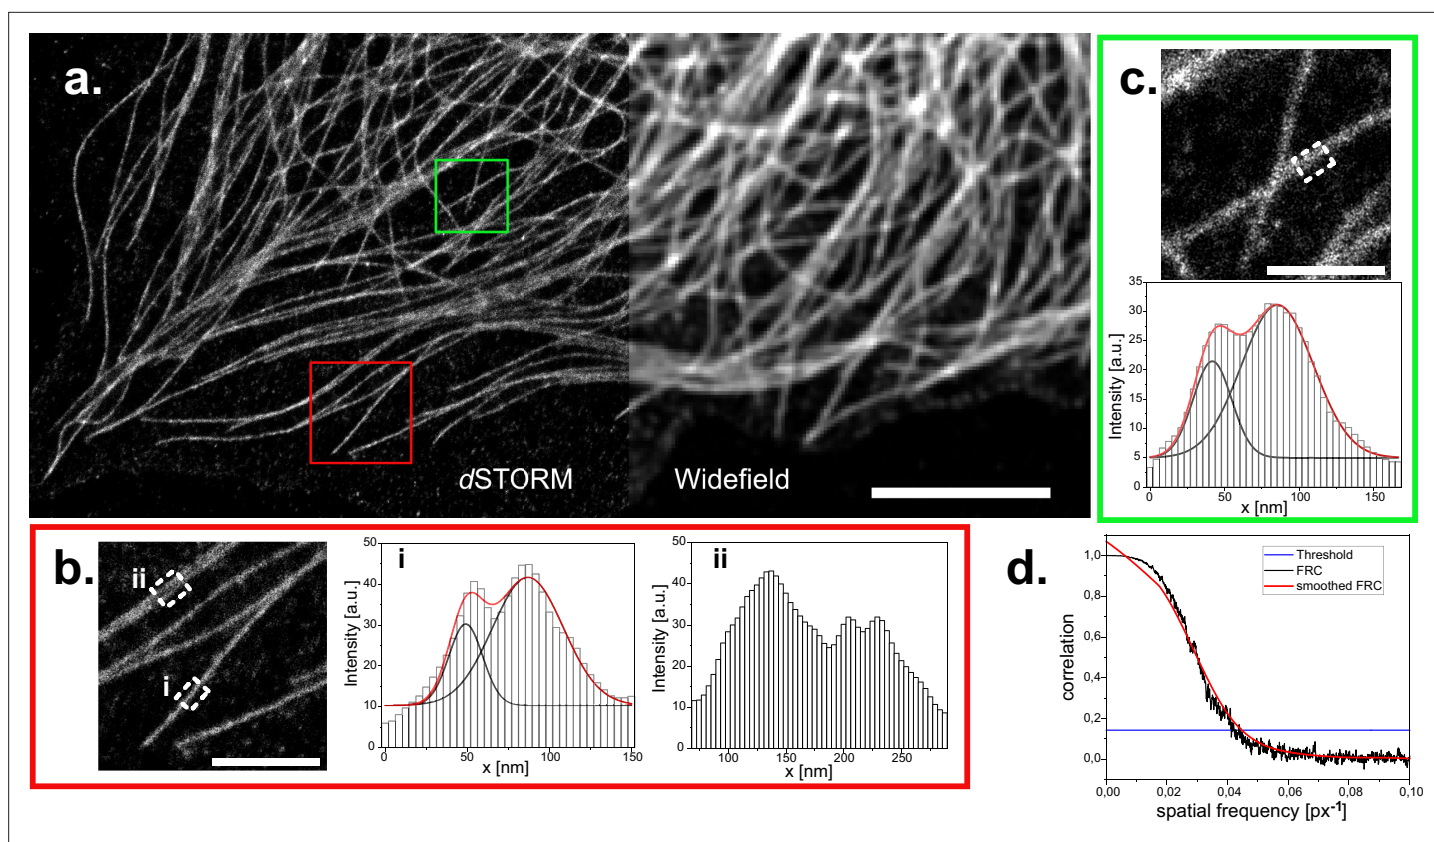 a.
dSTORM
Widefield
c.
35
30
25
20
15
10
5
Intensity [a.u.]
0
50
100
150
x [nm]
b.
ii
i
i
50
40
30
20
10
0
Intensity [a.u.]
0
50
100
150
x [nm]
ii
50
40
30
20
10
0
Intensity [a.u.]
100
150
200
250
x [nm]
d.
Threshold
FRC
smoothed FRC
1,0
0,8
0,6
0,4
0,2
0,0
correlation
0,00
0,02
0,04
0,06
0,08
0,10
spatial frequency [px⁻¹]